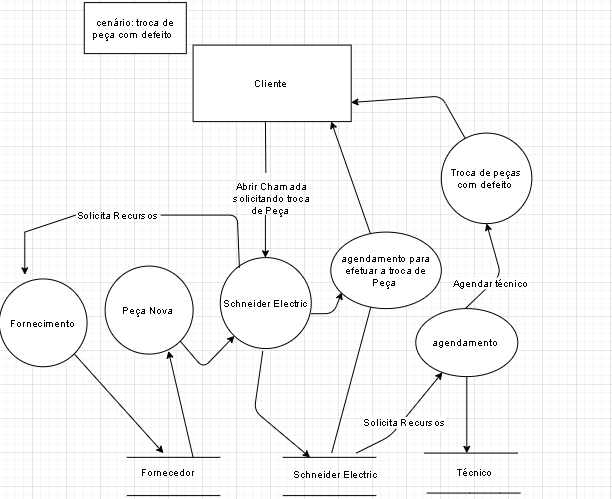 cenário: troca de
peça com defeito
Cliente
Troca de peças
com defeito
Abrir Chamada
solicitando troca
de Peça
Solicita Recursos
agendamento para
efetuar a troca de
Peça
Agendar técnico
Fornecimento
Peça Nova
Schneider Electric
agendamento
Solicita Recursos
Fornecedor
Schneider Electric
Técnico